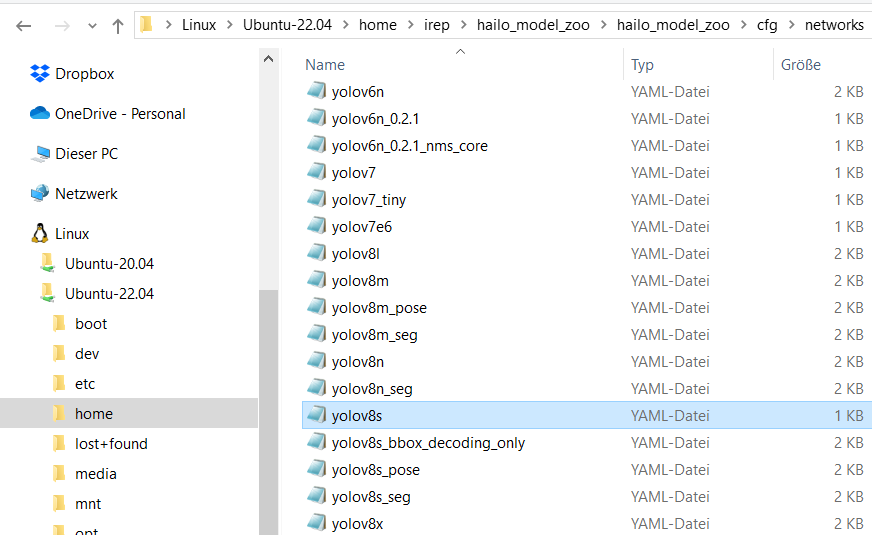 Linux > Ubuntu-22.04 > home > irep > hailo_model_zoo > hailo_model_zoo > cfg > networks
Dropbox
OneDrive - Personal
Dieser PC
Netzwerk
Linux
Ubuntu-20.04
Ubuntu-22.04
boot
dev
etc
home
lost+found
media
mnt
opt
Name Typ Größe
yolov6n YAML-Datei 2 KB
yolov6n_0.2.1 YAML-Datei 1 KB
yolov6n_0.2.1_nms_core YAML-Datei 1 KB
yolov7 YAML-Datei 1 KB
yolov7_tiny YAML-Datei 1 KB
yolov7e6 YAML-Datei 1 KB
yolov8l YAML-Datei 2 KB
yolov8m YAML-Datei 2 KB
yolov8m_pose YAML-Datei 2 KB
yolov8m_seg YAML-Datei 2 KB
yolov8n YAML-Datei 2 KB
yolov8n_seg YAML-Datei 2 KB
yolov8s YAML-Datei 1 KB
yolov8s_bbox_decoding_only YAML-Datei 2 KB
yolov8s_pose YAML-Datei 2 KB
yolov8s_seg YAML-Datei 2 KB
yolov8x YAML-Datei 2 KB